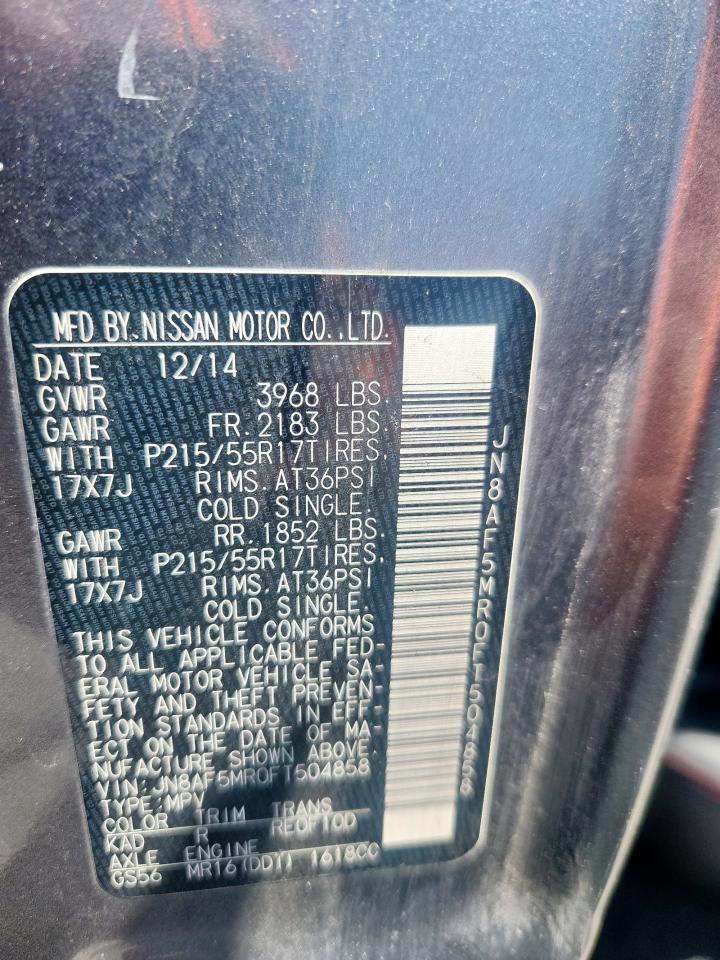 MFD BY NISSAN MOTOR CO.,LTD.
DATE 12/14
GVWR 3968 LBS.
GAWR FR.2183 LBS.
WITH P215/55R17TIRES,
17X7J RIMS.AT36PSI
COLD SINGLE.
GAWR RR.1852 LBS.
WITH P215/55R17TIRES,
17X7J RIMS.AT36PSI
COLD SINGLE.
THIS VEHICLE CONFORMS
TO ALL APPLICABLE FED-
ERAL MOTOR VEHICLE SA-
FETY AND THEFT PREVEN-
TION STANDARDS IN EFF-
ECT ON THE DATE OF MA-
NUFACTURE SHOWN ABOVE.
VIN:JN8AF5MR0FT504858
TYPE:MPV
COLOR TRIM TRANS
KAD R RE0F10D
AXLE ENGINE
GS56 MR16(DDT) 1618CC